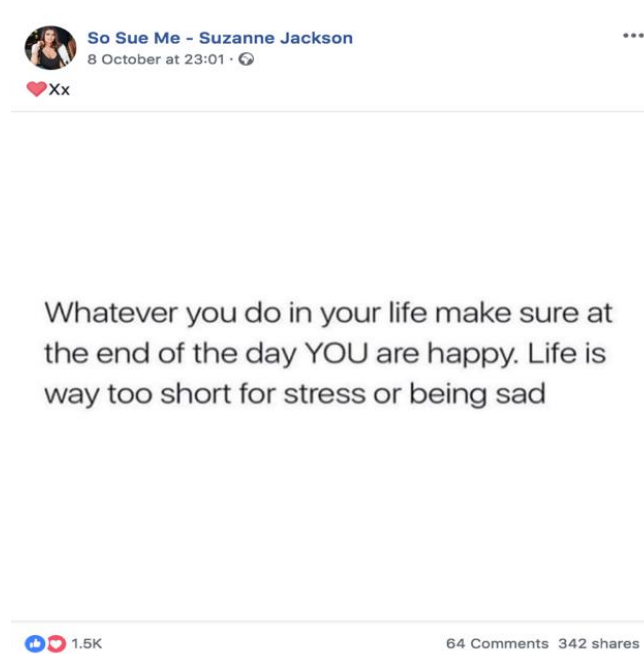 So Sue Me - Suzanne Jackson
8 October at 23:01 ·
Xx
Whatever you do in your life make sure at
the end of the day YOU are happy. Life is
way too short for stress or being sad
1.5K 64 Comments 342 shares